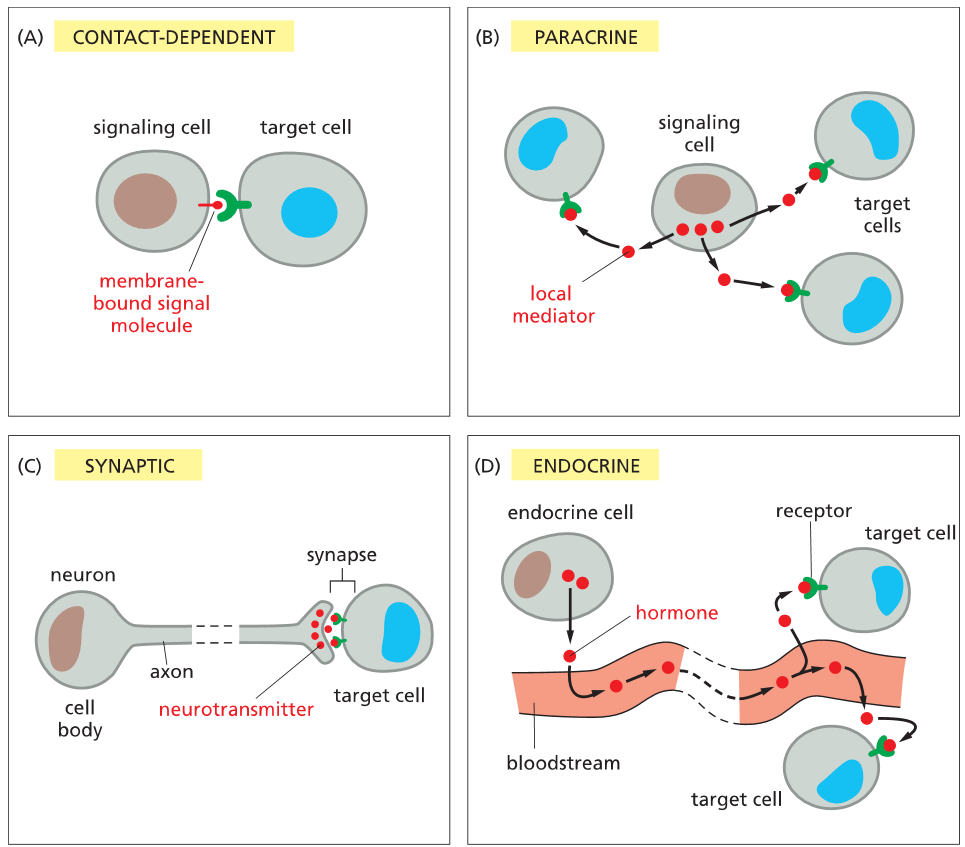 (A) CONTACT-DEPENDENT
signaling cell
target cell
membrane-
bound signal
molecule
(B) PARACRINE
signaling
cell
target
cells
local
mediator
(C) SYNAPTIC
synapse
neuron
axon
target cell
cell
body
neurotransmitter
(D) ENDOCRINE
endocrine cell
receptor
target cell
hormone
bloodstream
target cell